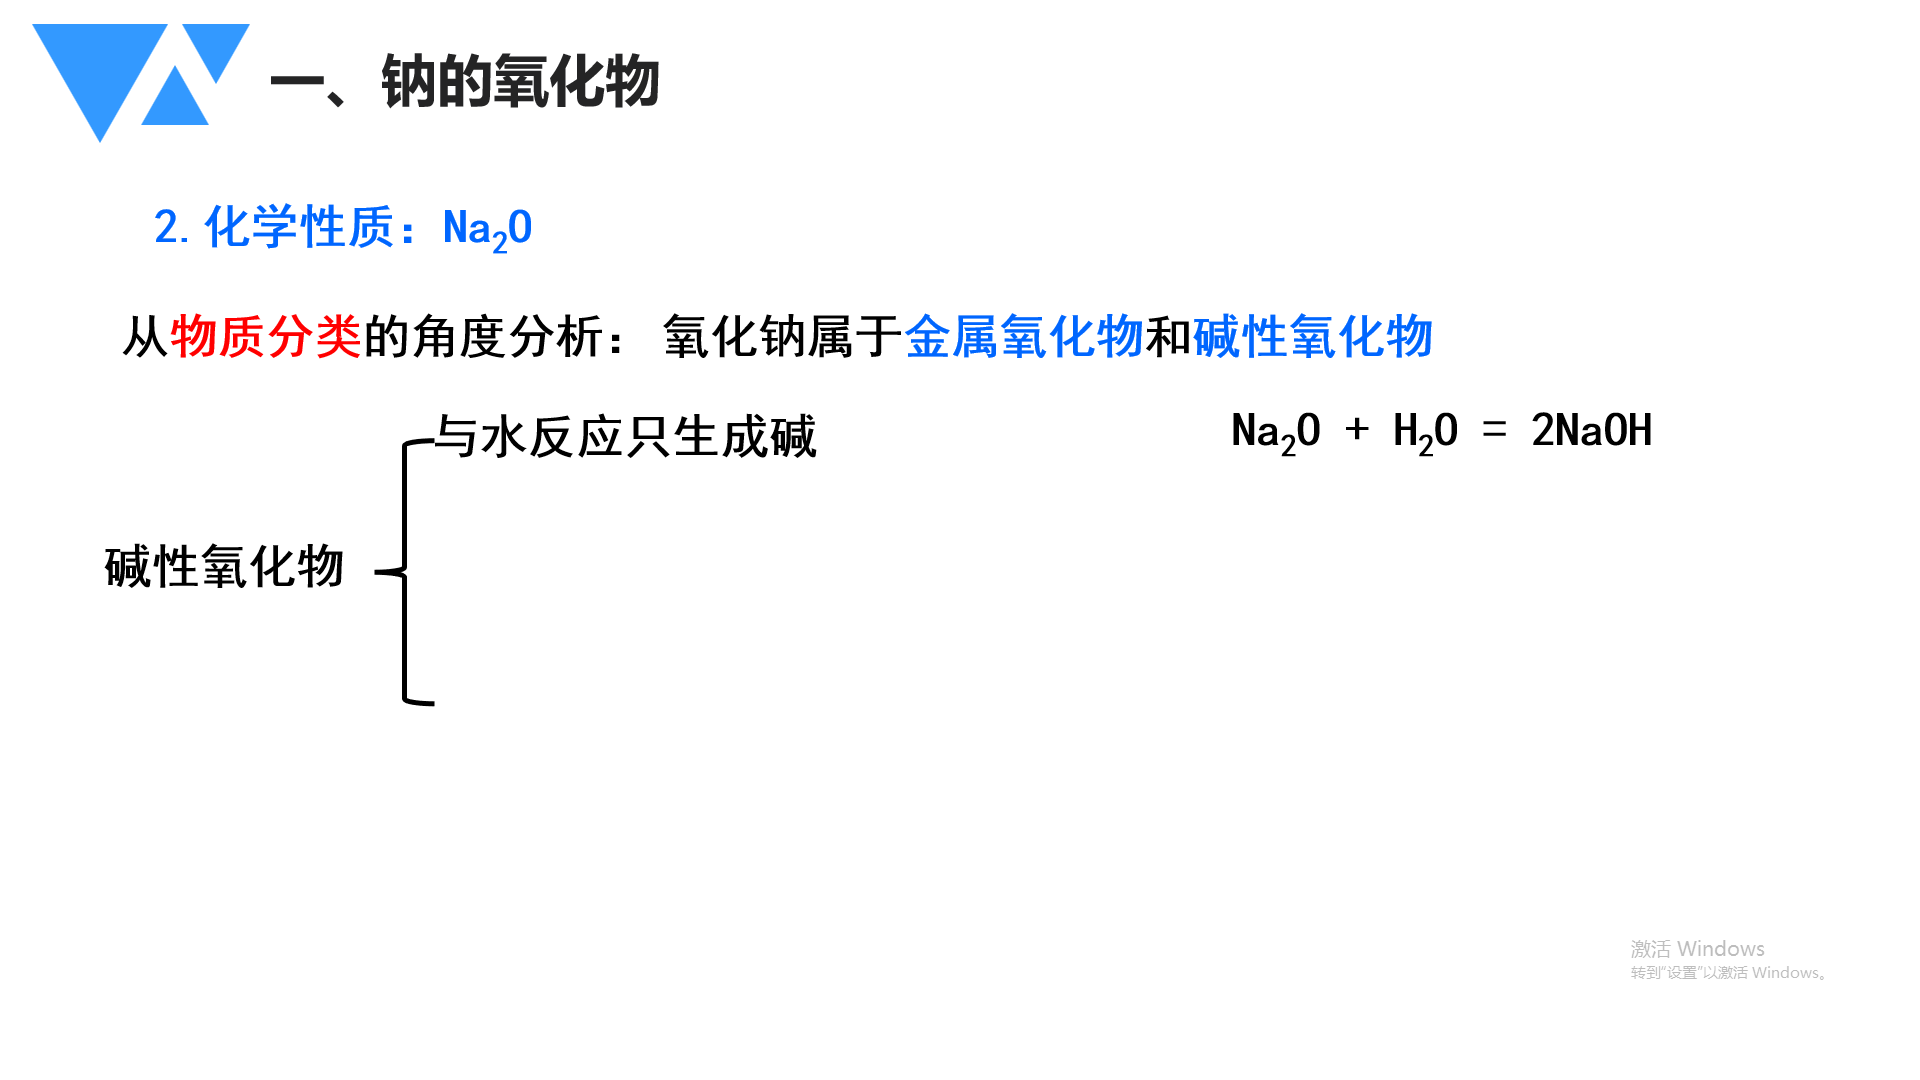 一、钠的氧化物
2.化学性质：Na₂O
从物质分类的角度分析： 氧化钠属于金属氧化物和碱性氧化物
与水反应只生成碱 Na₂O + H₂O = 2NaOH
碱性氧化物
激活 Windows
转到“设置”以激活 Windows。